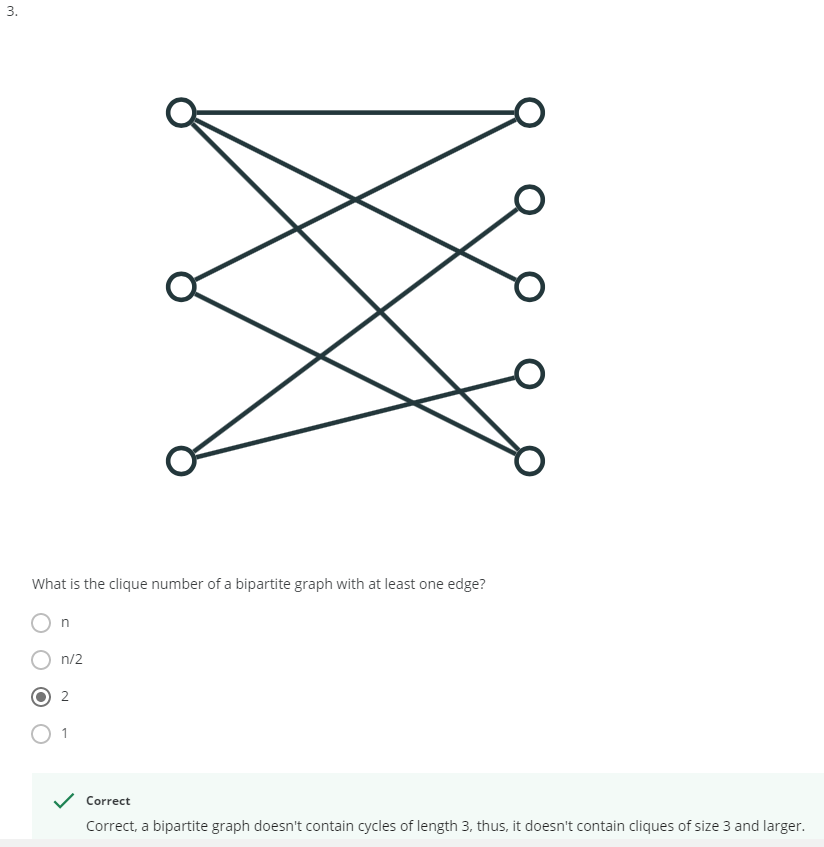 3.
What is the clique number of a bipartite graph with at least one edge?
n
n/2
2
1
Correct
Correct, a bipartite graph doesn't contain cycles of length 3, thus, it doesn't contain cliques of size 3 and larger.